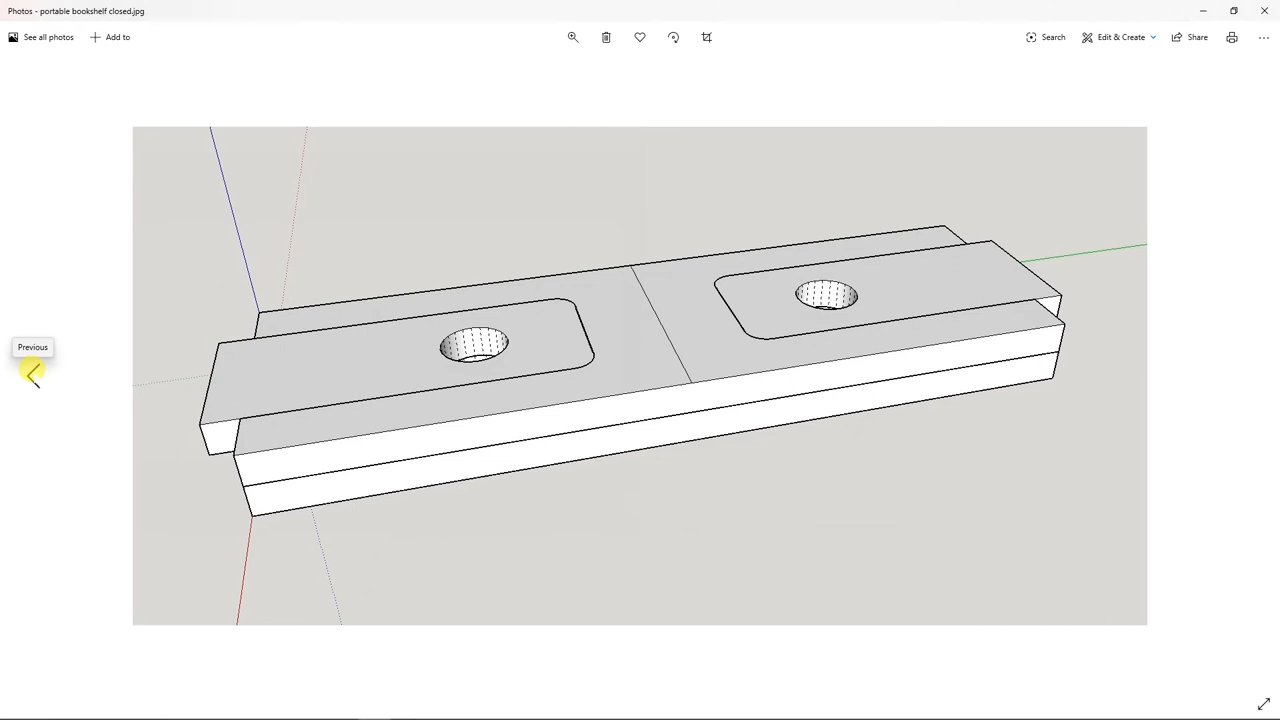 Photos - portable bookshelf closed.jpg
See all photos
Add to
Search
Edit & Create
Share
Previous